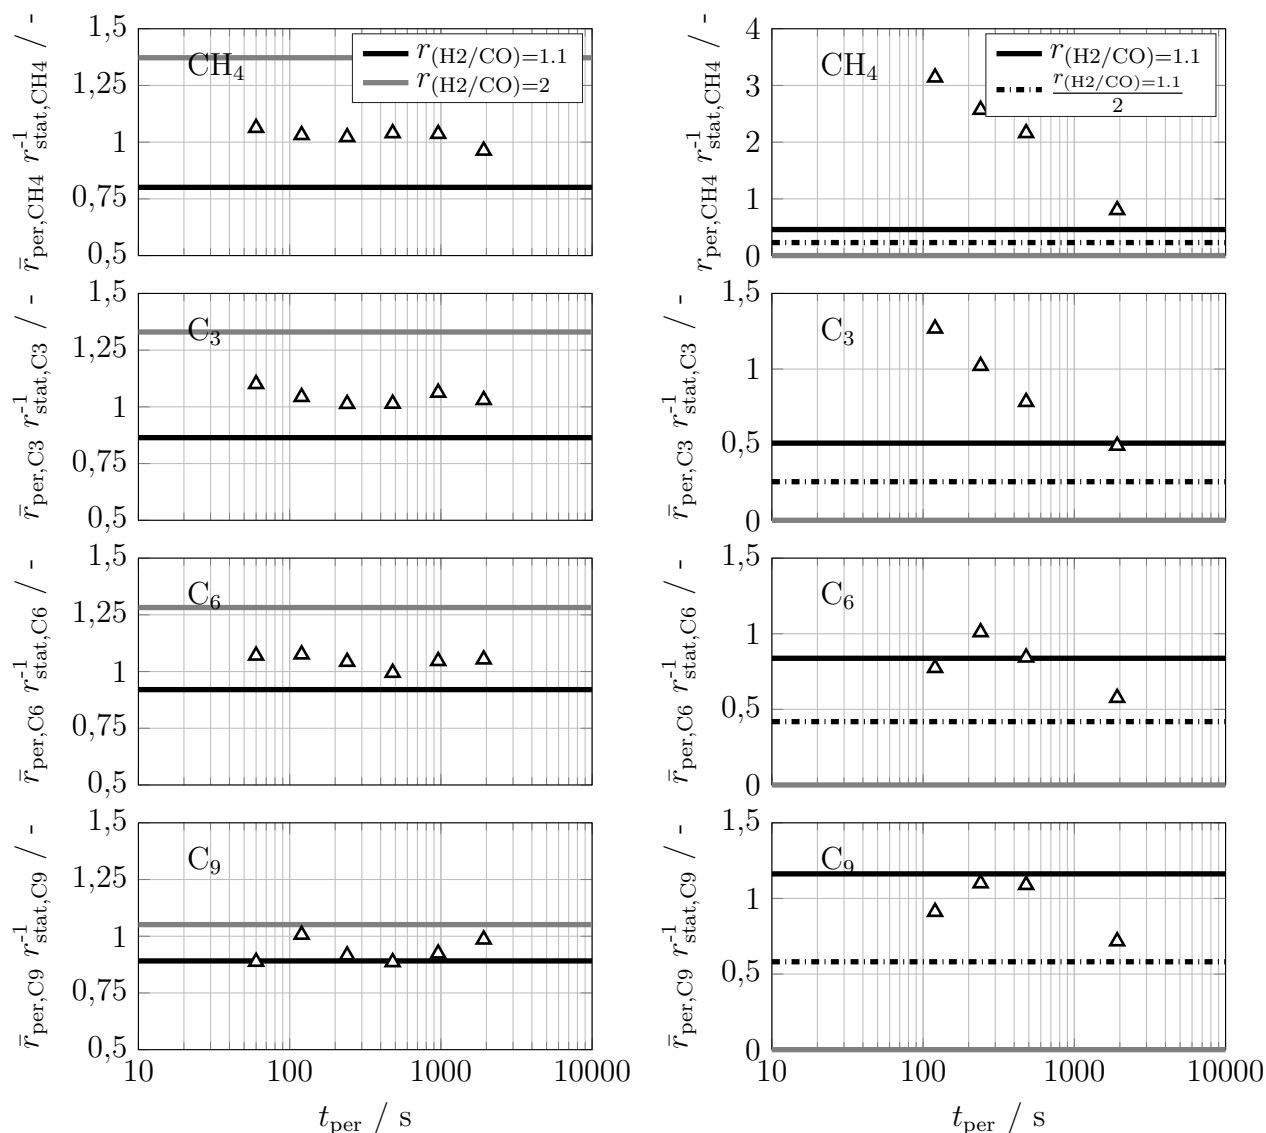 r̄per,CH4 r-1stat,CH4 / -
1,5
1,25
1
0,75
0,5
CH4
r(H2/CO)=1.1
r(H2/CO)=2
rper,CH4 r-1stat,CH4 / -
4
3
2
1
0
CH4
r(H2/CO)=1.1
r(H2/CO)=1.1
2
r̄per,C3 r-1stat,C3 / -
1,5
1,25
1
0,75
0,5
C3
r̄per,C3 r-1stat,C3 / -
1,5
1
0,5
0
C3
r̄per,C6 r-1stat,C6 / -
1,5
1,25
1
0,75
0,5
C6
r̄per,C6 r-1stat,C6 / -
1,5
1
0,5
0
C6
r̄per,C9 r-1stat,C9 / -
1,5
1,25
1
0,75
0,5
C9
10 100 1000 10000
tper / s
r̄per,C9 r-1stat,C9 / -
1,5
1
0,5
0
C9
10 100 1000 10000
tper / s